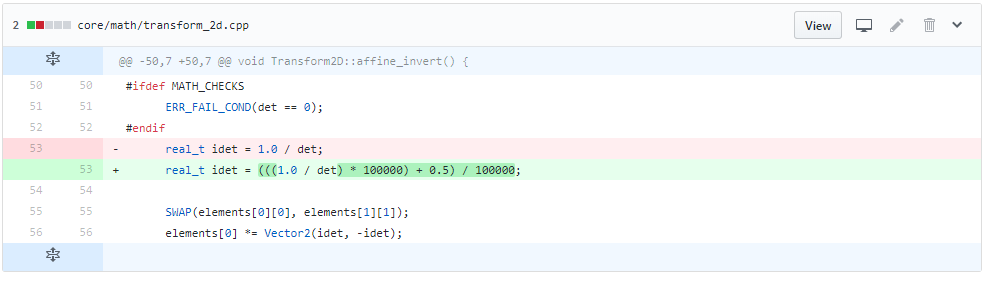 2 core/math/transform_2d.cpp View
@@ -50,7 +50,7 @@ void Transform2D::affine_invert() {
50 50 #ifdef MATH_CHECKS
51 51 ERR_FAIL_COND(det == 0);
52 52 #endif
53 - real_t idet = 1.0 / det;
53 + real_t idet = (((1.0 / det) * 100000) + 0.5) / 100000;
54 54
55 55 SWAP(elements[0][0], elements[1][1]);
56 56 elements[0] *= Vector2(idet, -idet);